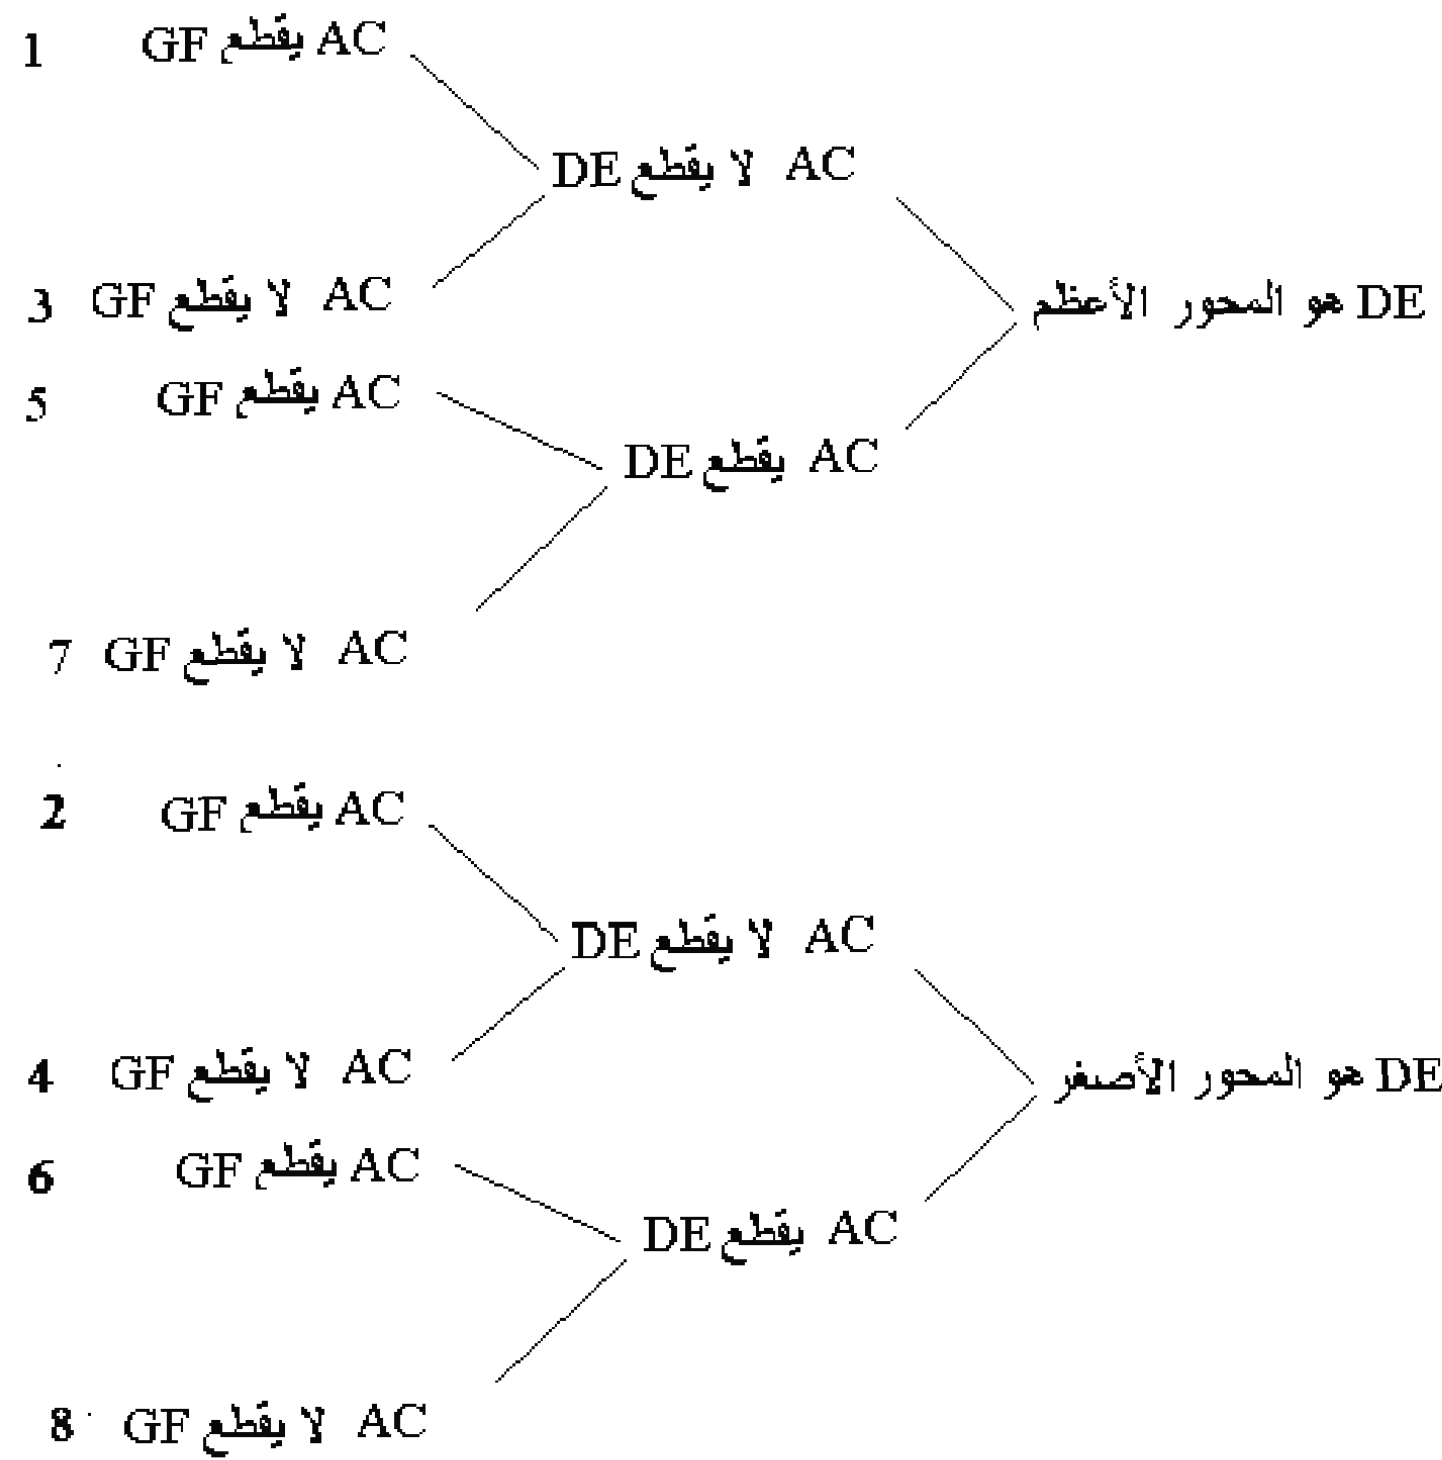 1 AC يقطع GF
AC لا يقطع DE
3 AC لا يقطع GF
DE هو المحور الأعظم
5 AC يقطع GF
AC يقطع DE
7 AC لا يقطع GF
2 AC يقطع GF
AC لا يقطع DE
4 AC لا يقطع GF
DE هو المحور الأصغر
6 AC يقطع GF
AC يقطع DE
8 AC لا يقطع GF